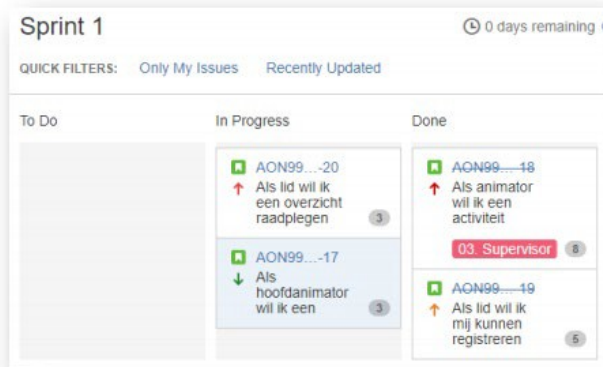 Sprint 1
0 days remaining
QUICK FILTERS: Only My Issues Recently Updated
To Do
In Progress
AON99...-20
Als lid wil ik
een overzicht
raadplegen
3
AON99...-17
Als
hoofdanimator
wil ik een
3
Done
AON99...-18
Als animator
wil ik een
activiteit
03. Supervisor 8
AON99...-19
Als lid wil ik
mij kunnen
registreren
5